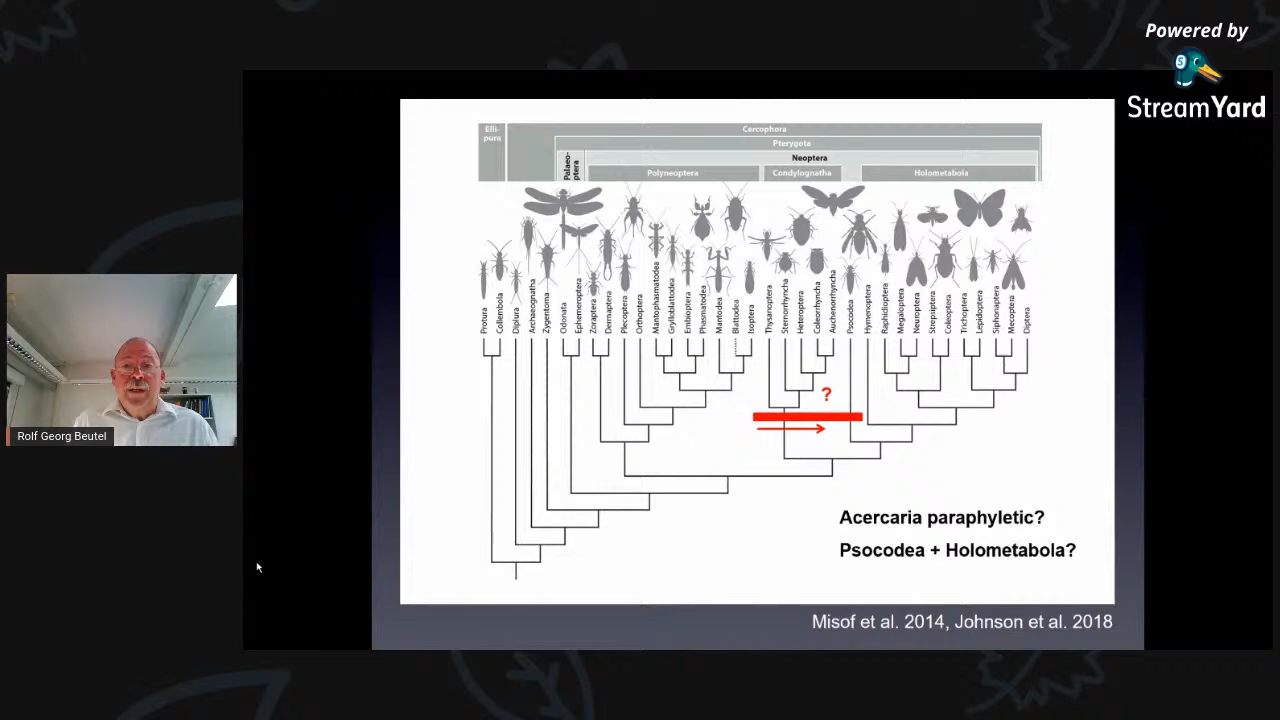 Powered by
StreamYard
Elli-
pura
Cercophora
Pterygota
Neoptera
Palaeo-
ptera
Polyneoptera
Condylognatha
Holometabola
Protura
Collembola
Diplura
Archaeognatha
Zygentoma
Odonata
Ephemeroptera
Zoraptera
Dermaptera
Plecoptera
Orthoptera
Mantophasmatodea
Grylloblattodea
Embioptera
Phasmatodea
Mantodea
Blattodea
Isoptera
Thysanoptera
Sternorrhyncha
Heteroptera
Coleorrhyncha
Auchenorrhyncha
Psocodea
Hymenoptera
Raphidioptera
Megaloptera
Neuroptera
Strepsiptera
Coleoptera
Trichoptera
Lepidoptera
Siphonaptera
Mecoptera
Diptera
?
Acercaria paraphyletic?
Psocodea + Holometabola?
Misof et al. 2014, Johnson et al. 2018
Rolf Georg Beutel